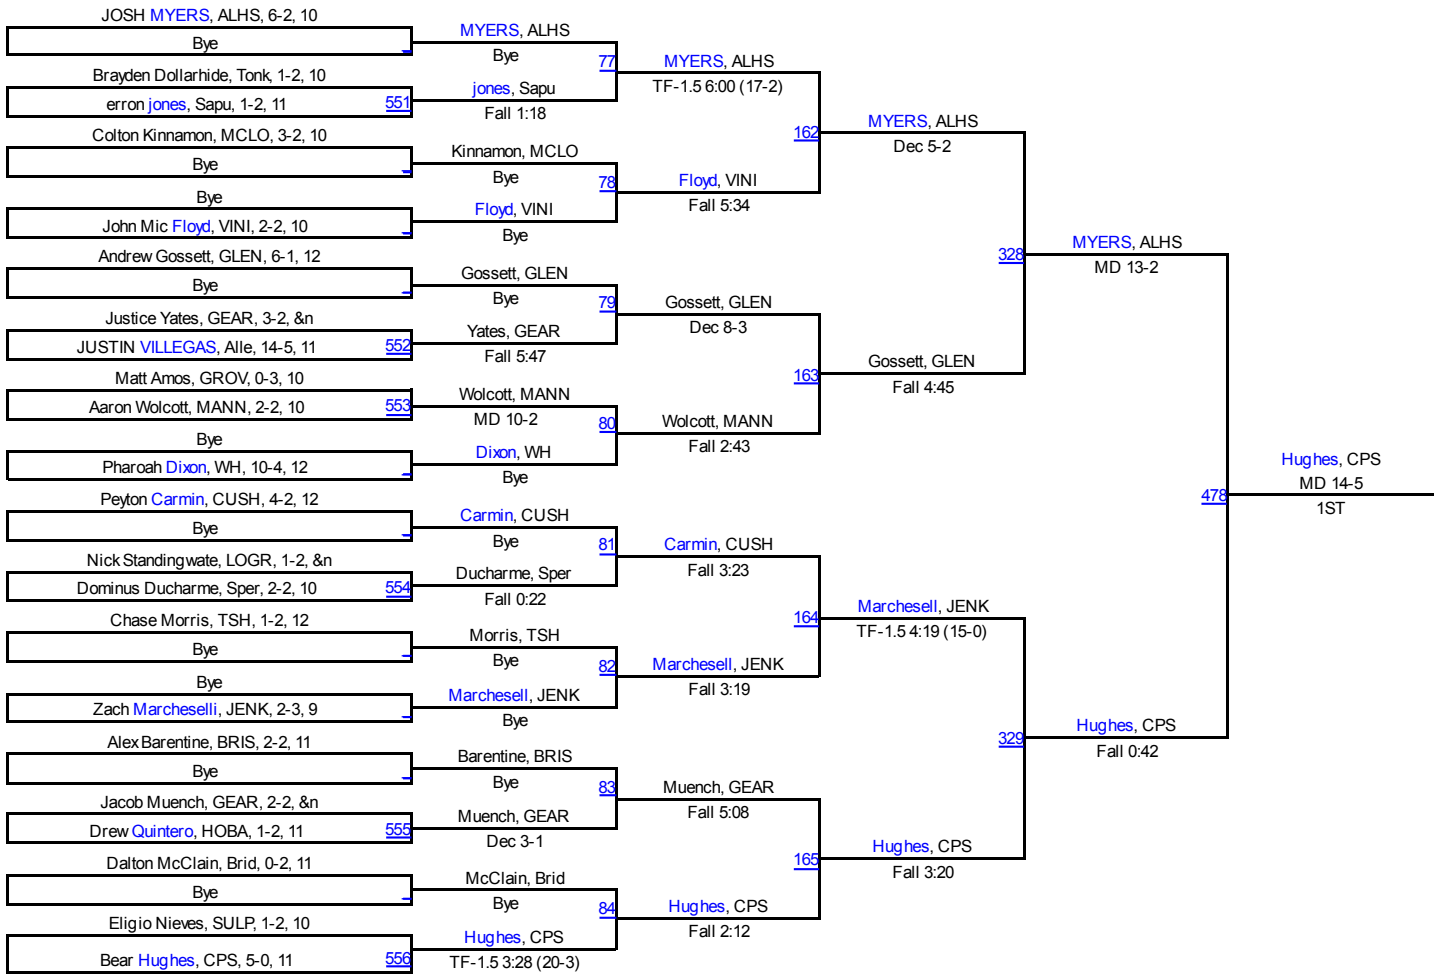 JOSH MYERS, ALHS, 6-2, 10
Bye
Brayden Dollarhide, Tonk, 1-2, 10
erron jones, Sapu, 1-2, 11
551
Colton Kinnamon, MCLO, 3-2, 10
Bye
Bye
John Mic Floyd, VINI, 2-2, 10
Andrew Gossett, GLEN, 6-1, 12
Bye
Justice Yates, GEAR, 3-2, &n
JUSTIN VILLEGAS, Alle, 14-5, 11
552
Matt Amos, GROV, 0-3, 10
Aaron Wolcott, MANN, 2-2, 10
553
Bye
Pharoah Dixon, WH, 10-4, 12
Peyton Carmin, CUSH, 4-2, 12
Bye
Nick Standingwate, LOGR, 1-2, &n
Dominus Ducharme, Sper, 2-2, 10
554
Chase Morris, TSH, 1-2, 12
Bye
Bye
Zach Marcheselli, JENK, 2-3, 9
Alex Barentine, BRIS, 2-2, 11
Bye
Jacob Muench, GEAR, 2-2, &n
Drew Quintero, HOBA, 1-2, 11
555
Dalton McClain, Brid, 0-2, 11
Bye
Eligio Nieves, SULP, 1-2, 10
Bear Hughes, CPS, 5-0, 11
556
MYERS, ALHS
Bye
77
jones, Sapu
Fall 1:18
Kinnamon, MCLO
Bye
78
Floyd, VINI
Bye
Gossett, GLEN
Bye
79
Yates, GEAR
Fall 5:47
Wolcott, MANN
MD 10-2
80
Dixon, WH
Bye
Carmin, CUSH
Bye
81
Ducharme, Sper
Fall 0:22
Morris, TSH
Bye
82
Marchesell, JENK
Bye
Barentine, BRIS
Bye
83
Muench, GEAR
Dec 3-1
McClain, Brid
Bye
84
Hughes, CPS
TF-1.5 3:28 (20-3)
MYERS, ALHS
TF-1.5 6:00 (17-2)
162
Floyd, VINI
Fall 5:34
Gossett, GLEN
Dec 8-3
163
Wolcott, MANN
Fall 2:43
Carmin, CUSH
Fall 3:23
164
Marchesell, JENK
Fall 3:19
Muench, GEAR
Fall 5:08
165
Hughes, CPS
Fall 2:12
MYERS, ALHS
Dec 5-2
328
Gossett, GLEN
Fall 4:45
Marchesell, JENK
TF-1.5 4:19 (15-0)
329
Hughes, CPS
Fall 3:20
MYERS, ALHS
MD 13-2
478
Hughes, CPS
Fall 0:42
Hughes, CPS
MD 14-5
1ST